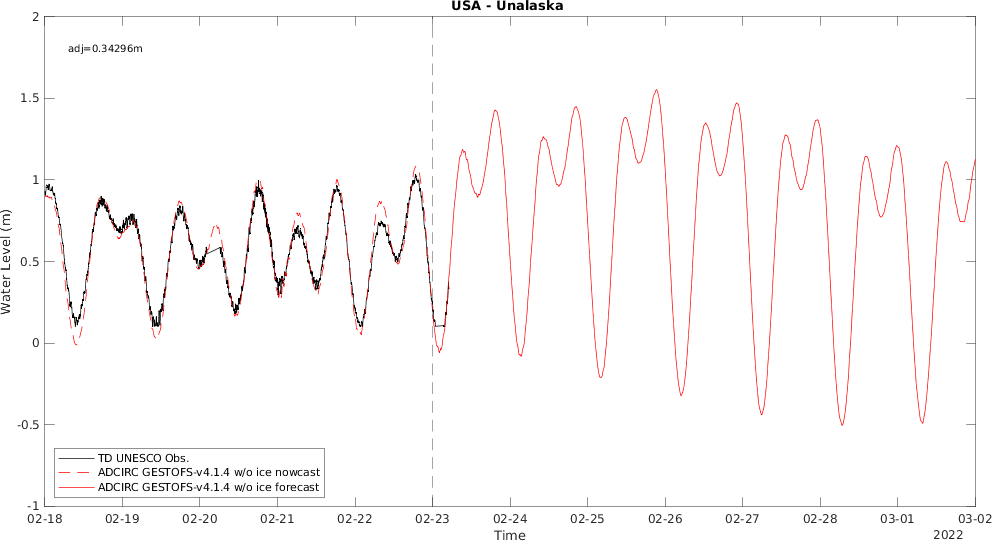 USA - Unalaska
2
adj=0.34296m
1.5
1
0.5
0
-0.5
-1
Water Level (m)
TD UNESCO Obs.
ADCIRC GESTOFS-v4.1.4 w/o ice nowcast
ADCIRC GESTOFS-v4.1.4 w/o ice forecast
02-18 02-19 02-20 02-21 02-22 02-23 02-24 02-25 02-26 02-27 02-28 03-01 03-02
Time
2022